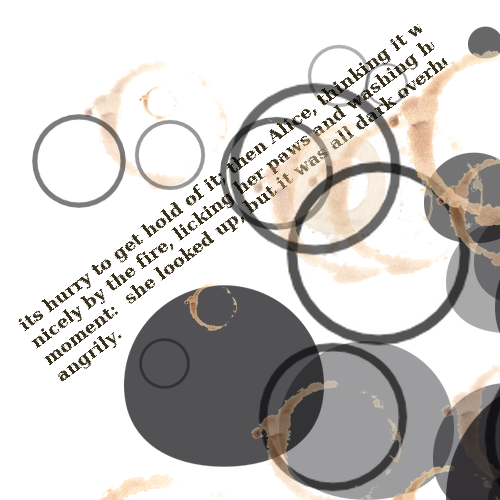 its hurry to get hold of it; then Alice, thinking it w
nicely by the fire, licking her paws and washing h
moment: she looked up, but it was all dark overh
angrily.